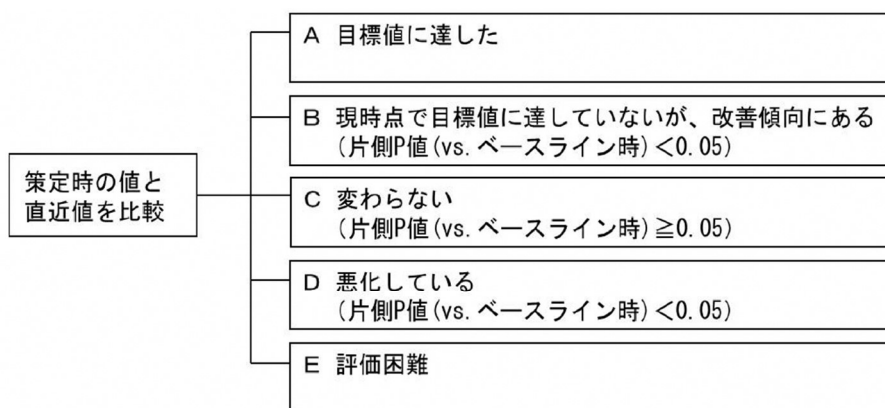 策定時の値と
直近値を比較
A 目標値に達した
B 現時点で目標値に達していないが、改善傾向にある
(片側P値(vs.ベースライン時)<0.05)
C 変わらない
(片側P値(vs.ベースライン時)≧0.05)
D 悪化している
(片側P値(vs.ベースライン時)<0.05)
E 評価困難